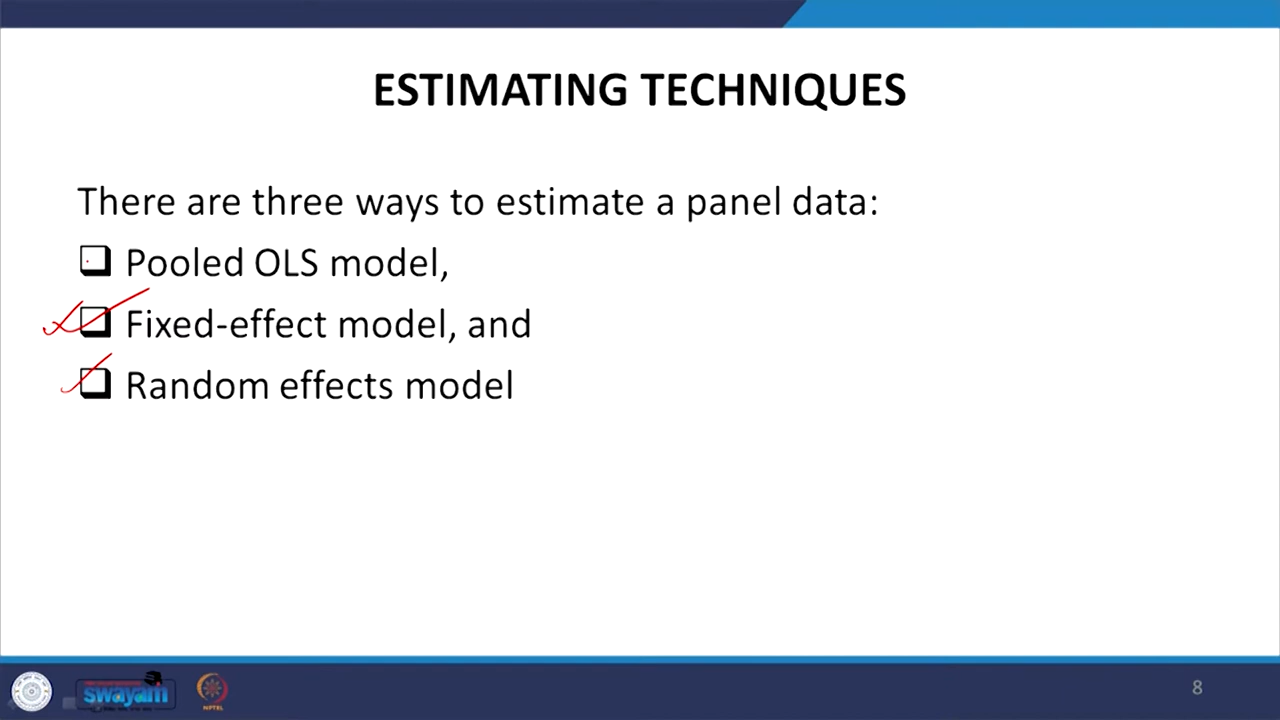 ESTIMATING TECHNIQUES
There are three ways to estimate a panel data:
Pooled OLS model,
Fixed-effect model, and
Random effects model
swayam
NPTEL
8